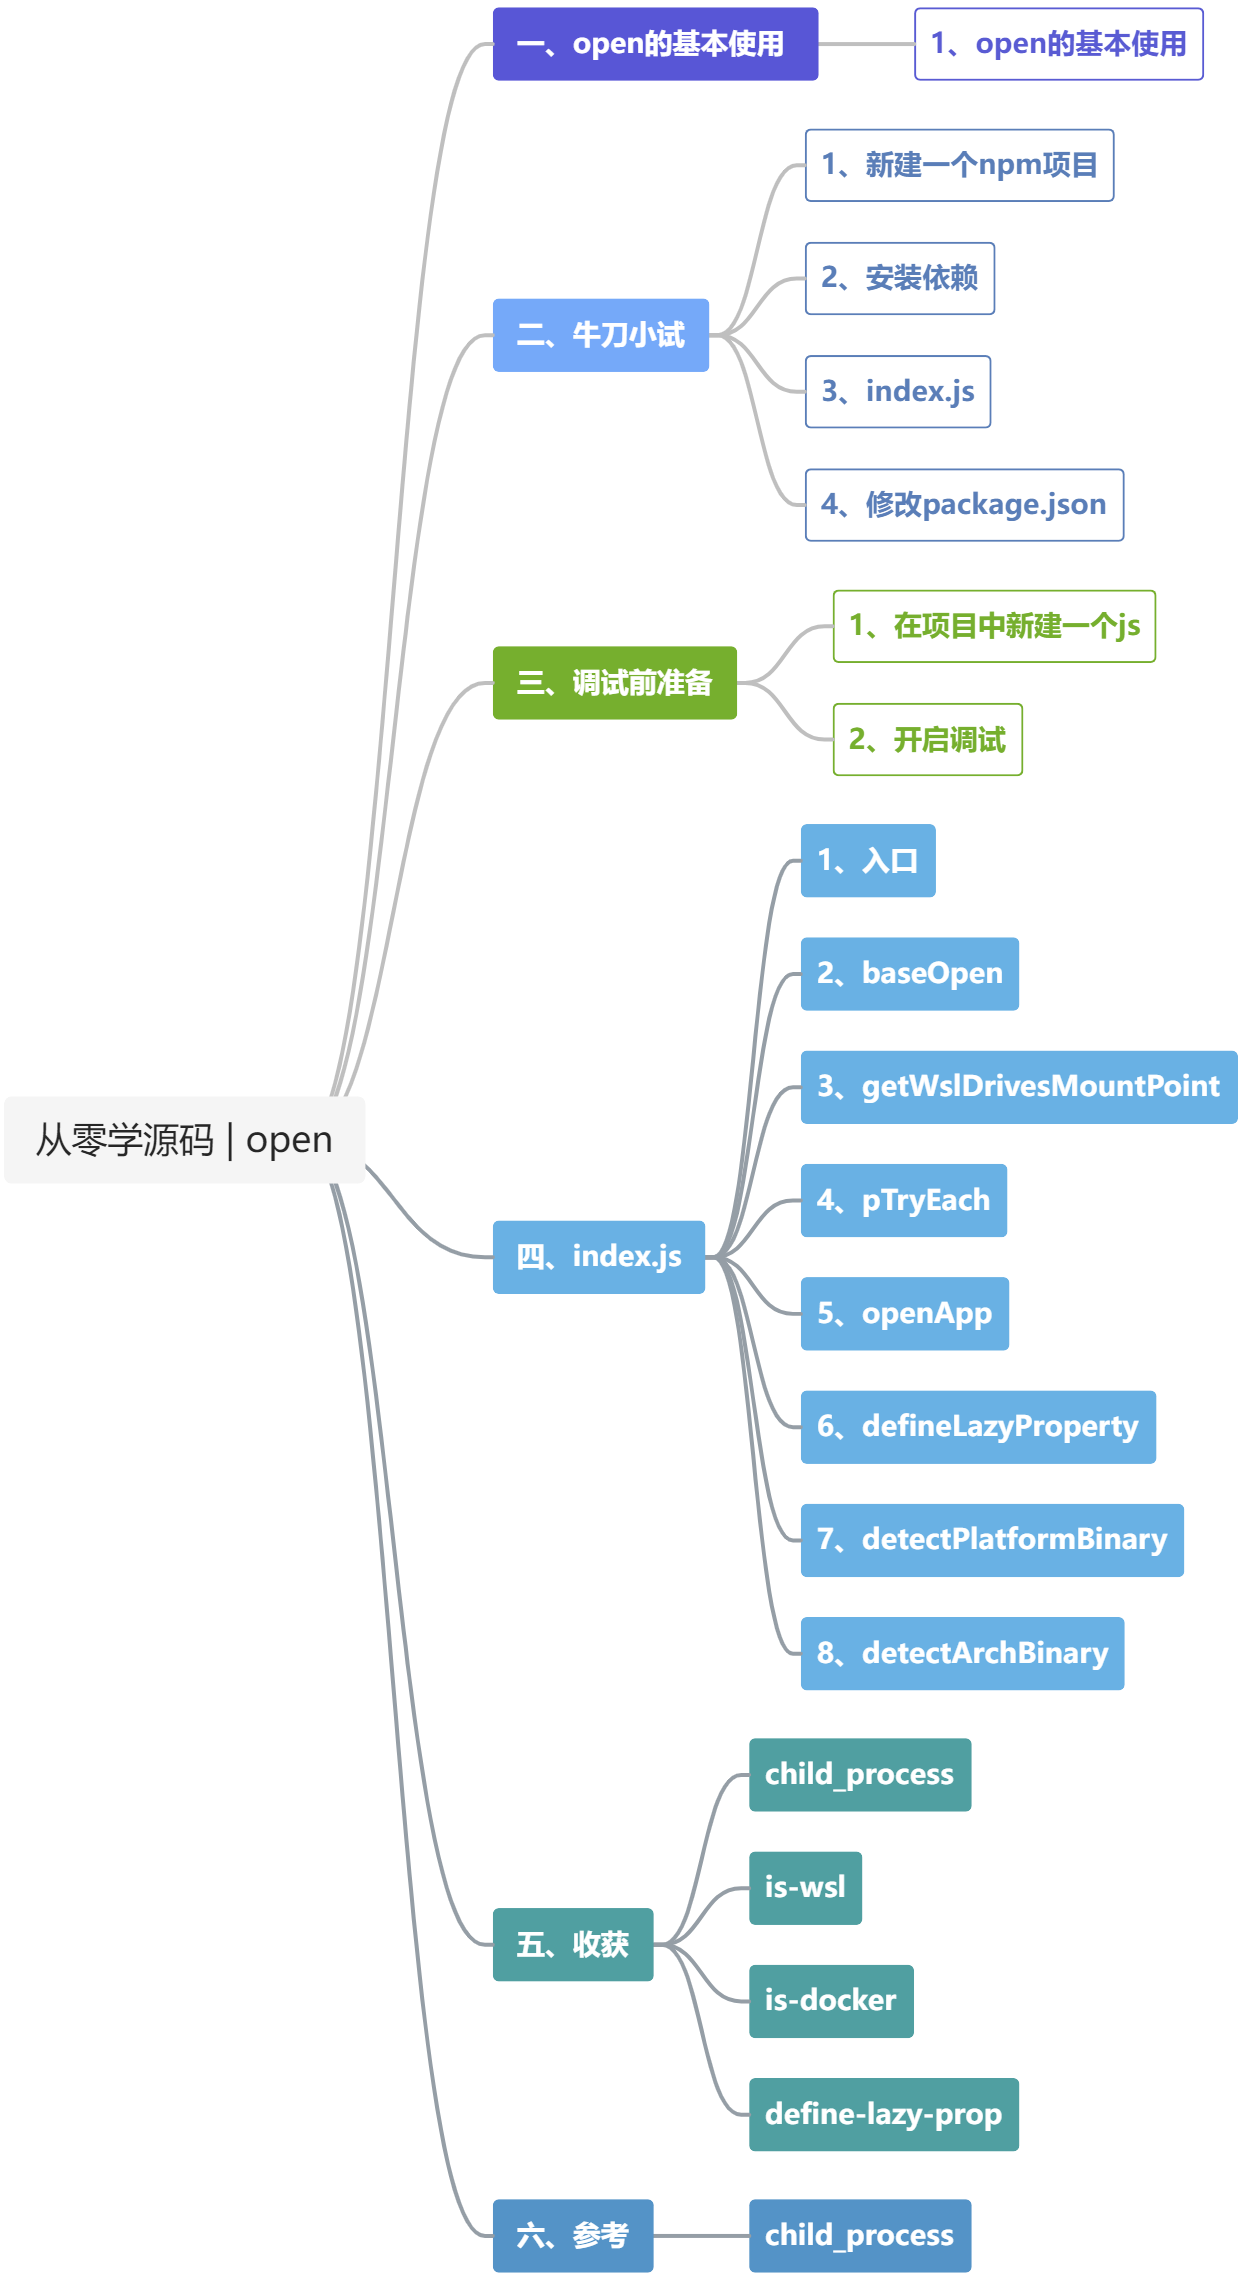 从零学源码 | open
一、open的基本使用
1、open的基本使用
二、牛刀小试
1、新建一个npm项目
2、安装依赖
3、index.js
4、修改package.json
三、调试前准备
1、在项目中新建一个js
2、开启调试
四、index.js
1、入口
2、baseOpen
3、getWslDrivesMountPoint
4、pTryEach
5、openApp
6、defineLazyProperty
7、detectPlatformBinary
8、detectArchBinary
五、收获
child_process
is-wsl
is-docker
define-lazy-prop
六、参考
child_process